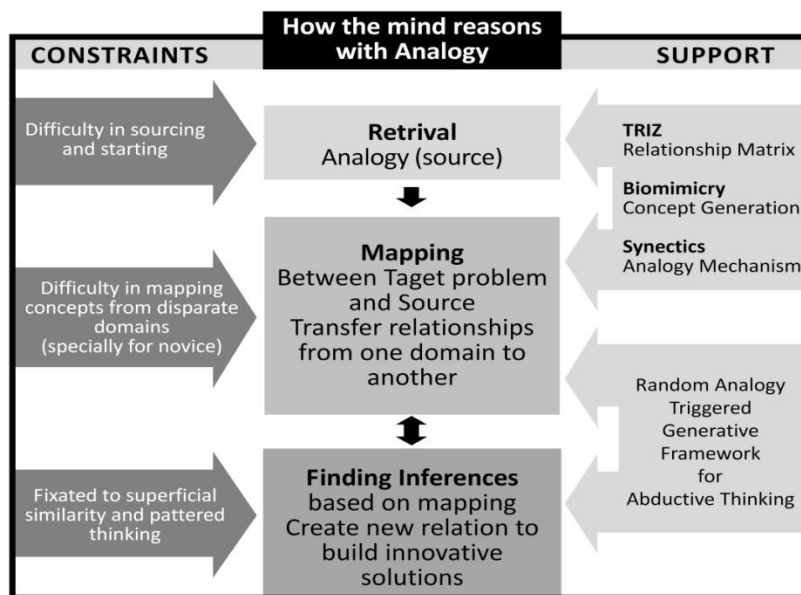 How the mind reasons
with Analogy
CONSTRAINTS
SUPPORT
Difficulty in sourcing
and starting
Retrival
Analogy (source)
TRIZ
Relationship Matrix
Biomimicry
Concept Generation
Synectics
Analogy Mechanism
Difficulty in mapping
concepts from disparate
domains
(specially for novice)
Mapping
Between Taget problem
and Source
Transfer relationships
from one domain to
another
Random Analogy
Triggered
Generative
Framework
for
Abductive Thinking
Fixated to superficial
similarity and pattered
thinking
Finding Inferences
based on mapping
Create new relation to
build innovative
solutions